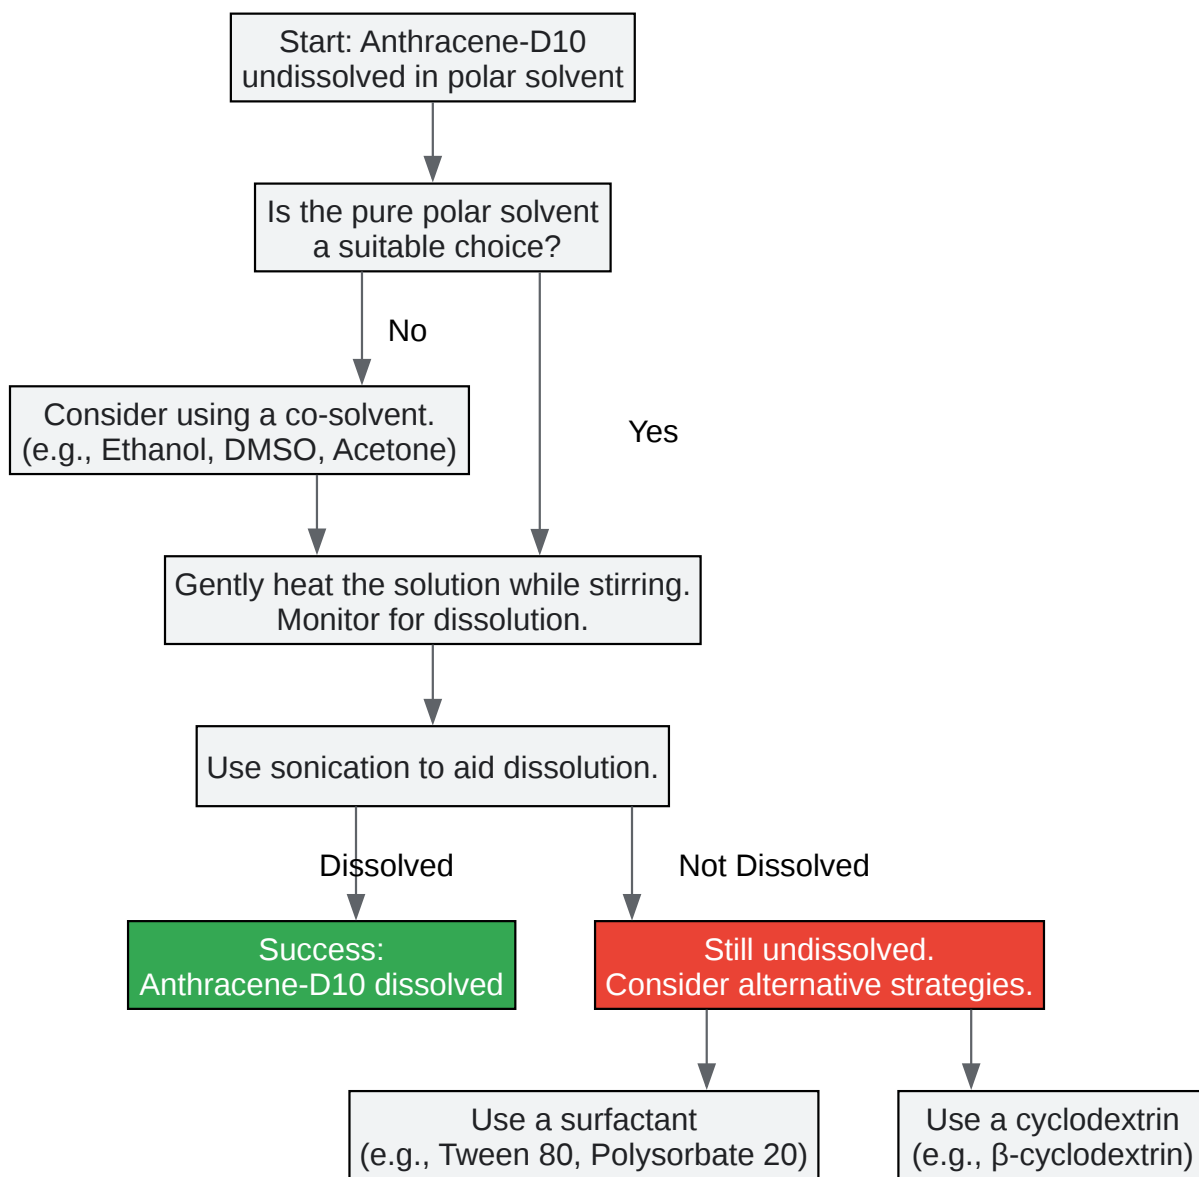 Start: Anthracene-D10
undissolved in polar solvent
Is the pure polar solvent
a suitable choice?
No
Consider using a co-solvent.
(e.g., Ethanol, DMSO, Acetone)
Yes
Gently heat the solution while stirring.
Monitor for dissolution.
Use sonication to aid dissolution.
Dissolved
Not Dissolved
Success:
Anthracene-D10 dissolved
Still undissolved.
Consider alternative strategies.
Use a surfactant
(e.g., Tween 80, Polysorbate 20)
Use a cyclodextrin
(e.g., β-cyclodextrin)